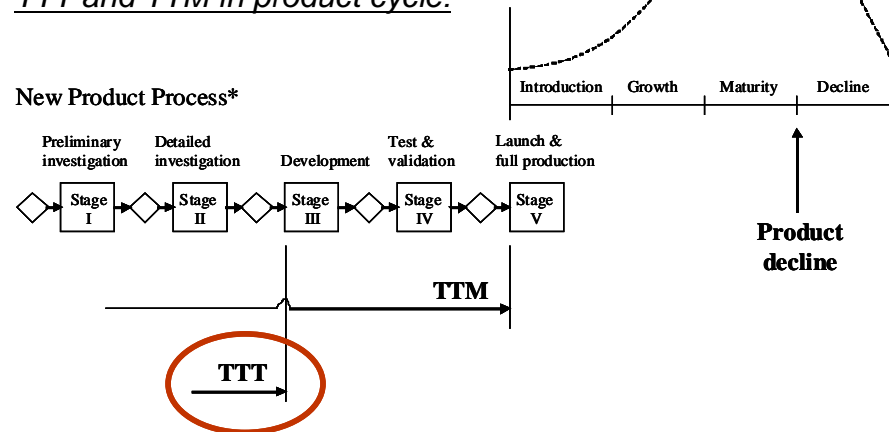 TTT and TTM in product cycle:
Introduction Growth Maturity Decline
New Product Process*
Preliminary
investigation
Detailed
investigation
Development
Test &
validation
Launch &
full production
Stage
I
Stage
II
Stage
III
Stage
IV
Stage
V
Product
decline
TTM
TTT